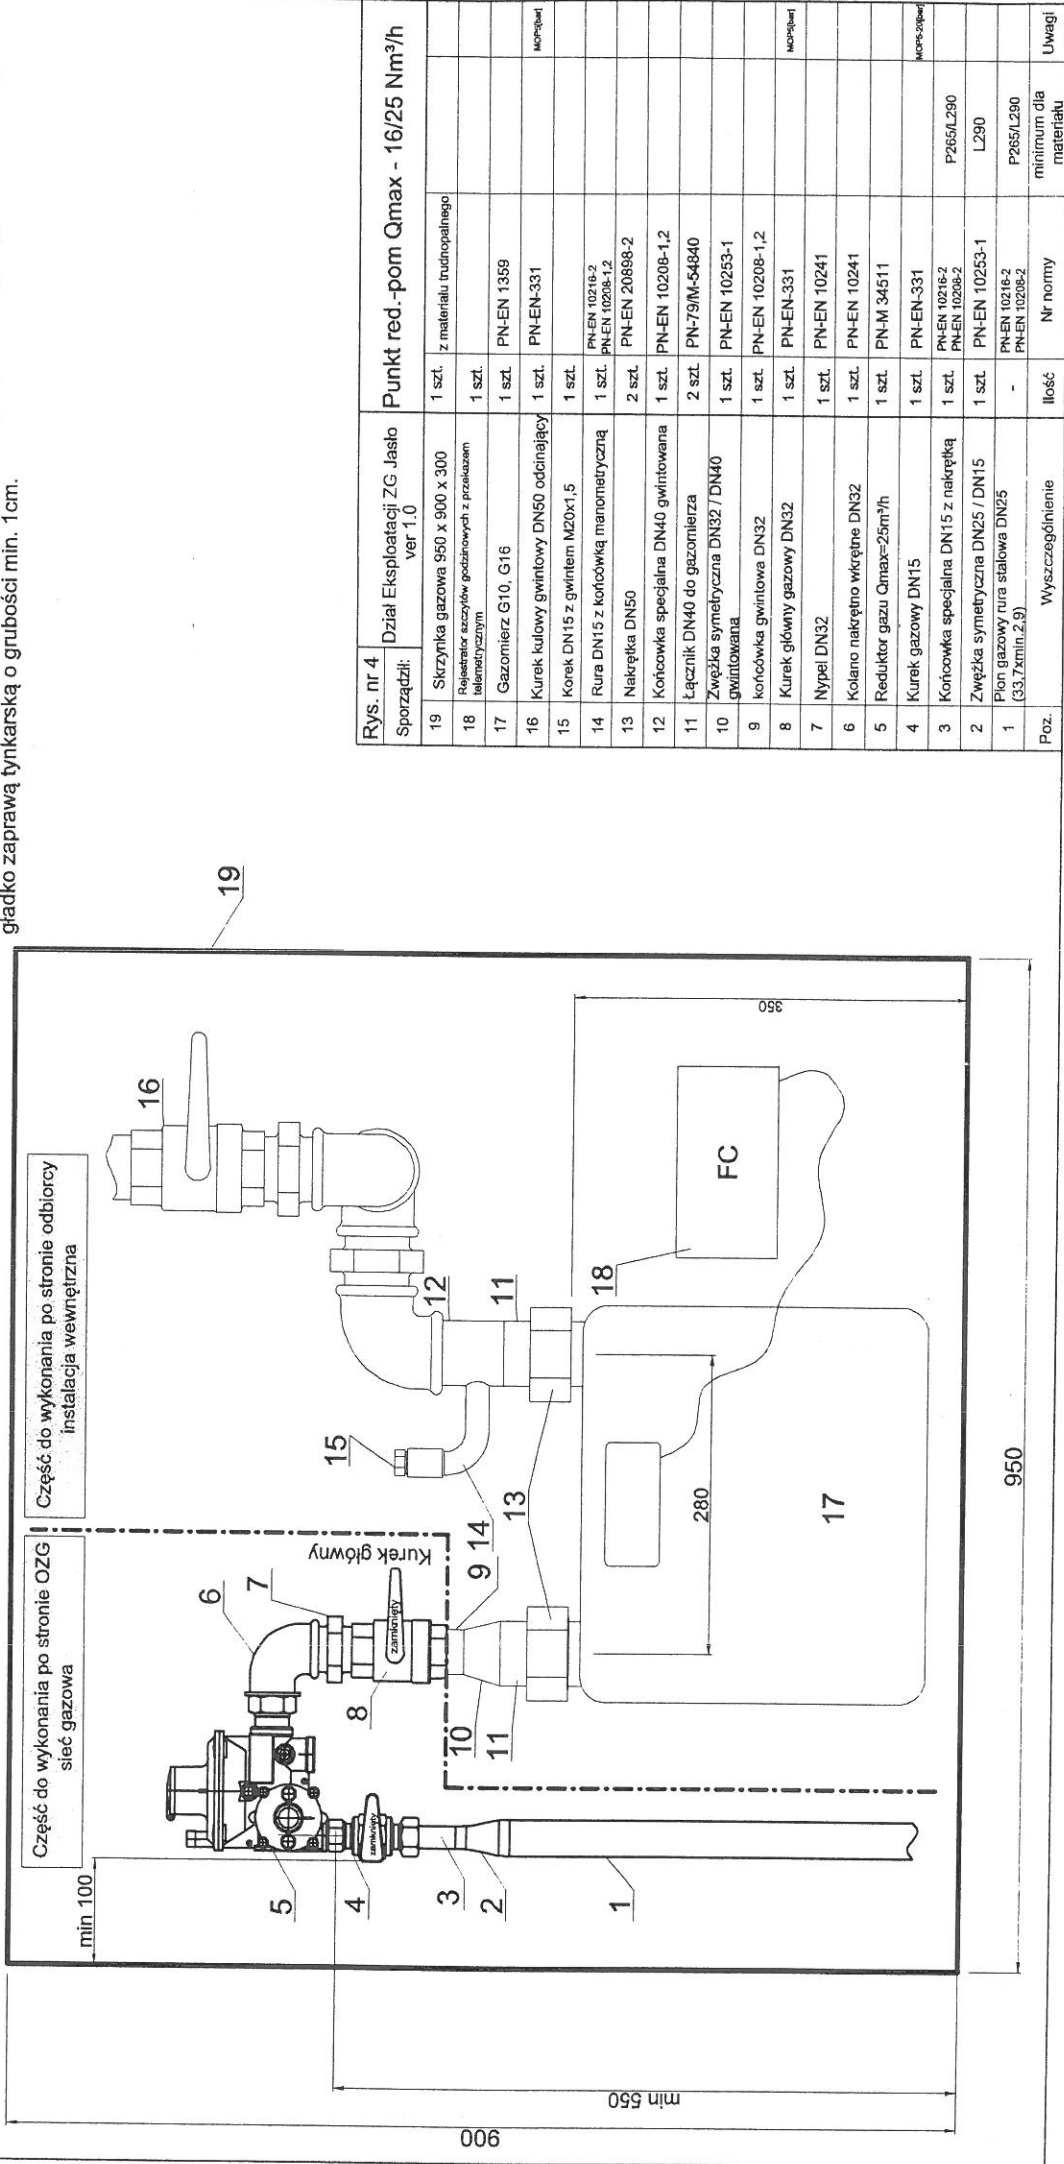 gładko zaprawą tynkarską o grubości min. 1cm.
Część do wykonania po stronie OZG
sieć gazowa
Część do wykonania po stronie odbiorcy
instalacja wewnętrzna
min 100
900
min 550
950
350
280
Kurek główny
zamknięty
zamknięty
FC
1
2
3
4
5
6
7
8
9
10
11
11
12
13
14
15
16
17
18
19
Rys. nr 4
Sporządził:
Dział Eksploatacji ZG Jasło
ver 1.0
Punkt red.-pom Qmax - 16/25 Nm³/h
19 Skrzynka gazowa 950 x 900 x 300 1 szt. z materiału trudnopalnego
18 Rejestrator szczytów godzinowych z przekazem
telemetrycznym 1 szt.
17 Gazomierz G10, G16 1 szt. PN-EN 1359
16 Kurek kulowy gwintowy DN50 odcinający 1 szt. PN-EN-331 MOP5[bar]
15 Korek DN15 z gwintem M20x1,5 1 szt.
14 Rura DN15 z końcówką manometryczną 1 szt. PN-EN 10216-2
PN-EN 10208-1,2
13 Nakrętka DN50 2 szt. PN-EN 20898-2
12 Końcowka specjalna DN40 gwintowana 1 szt. PN-EN 10208-1,2
11 Łącznik DN40 do gazomierza 2 szt. PN-79/M-54840
10 Zwężka symetryczna DN32 / DN40
gwintowana 1 szt. PN-EN 10253-1
9 końcówka gwintowa DN32 1 szt. PN-EN 10208-1,2
8 Kurek główny gazowy DN32 1 szt. PN-EN-331 MOP5[bar]
7 Nypel DN32 1 szt. PN-EN 10241
6 Kolano nakrętno wkrętne DN32 1 szt. PN-EN 10241
5 Reduktor gazu Qmax=25m³/h 1 szt. PN-M 34511
4 Kurek gazowy DN15 1 szt. PN-EN-331 MOP5-20[bar]
3 Końcowka specjalna DN15 z nakrętką 1 szt. PN-EN 10216-2
PN-EN 10208-2 P265/L290
2 Zwężka symetryczna DN25 / DN15 1 szt. PN-EN 10253-1 L290
1 Pion gazowy rura stalowa DN25
(33,7xmin.2,9) - PN-EN 10216-2
PN-EN 10208-2 P265/L290
Poz. Wyszczególnienie Ilość Nr normy minimum dla
materiału Uwagi